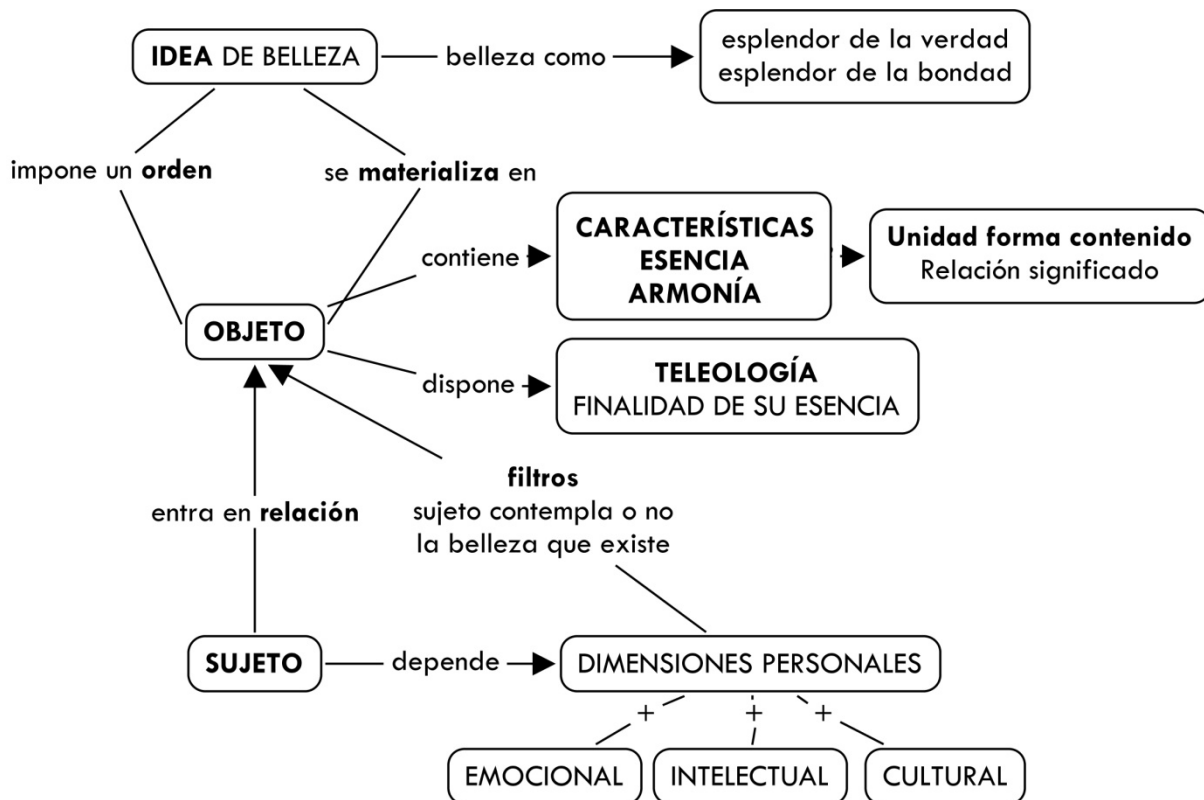 IDEA DE BELLEZA
belleza como
esplendor de la verdad
esplendor de la bondad
impone un orden
se materializa en
contiene
CARACTERÍSTICAS
ESENCIA
ARMONÍA
Unidad forma contenido
Relación significado
OBJETO
dispone
TELEOLOGÍA
FINALIDAD DE SU ESENCIA
filtros
sujeto contempla o no
la belleza que existe
entra en relación
SUJETO
depende
DIMENSIONES PERSONALES
+
+
+
EMOCIONAL
INTELECTUAL
CULTURAL